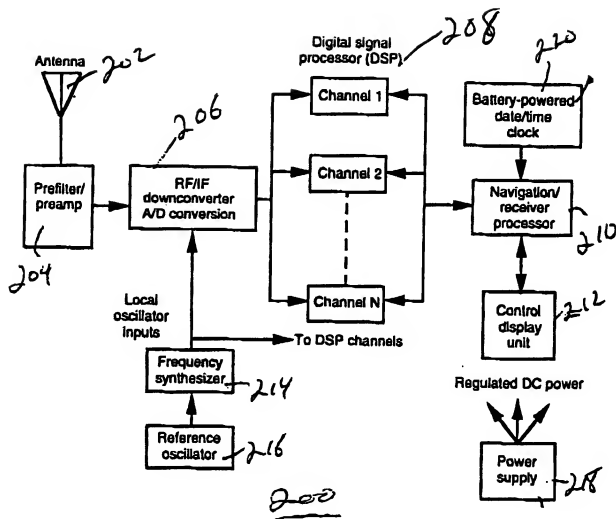 Antenna
202
Digital signal
processor (DSP)
208
220
Channel 1
Battery-powered
date/time
clock
206
Prefilter/
preamp
RF/IF
downconverter
A/D conversion
Channel 2
Navigation/
receiver
processor
204
210
Channel N
Local
oscillator
inputs
To DSP channels
Control
display
unit
212
Frequency
synthesizer
214
Regulated DC power
Reference
oscillator
216
Power
supply
218
200